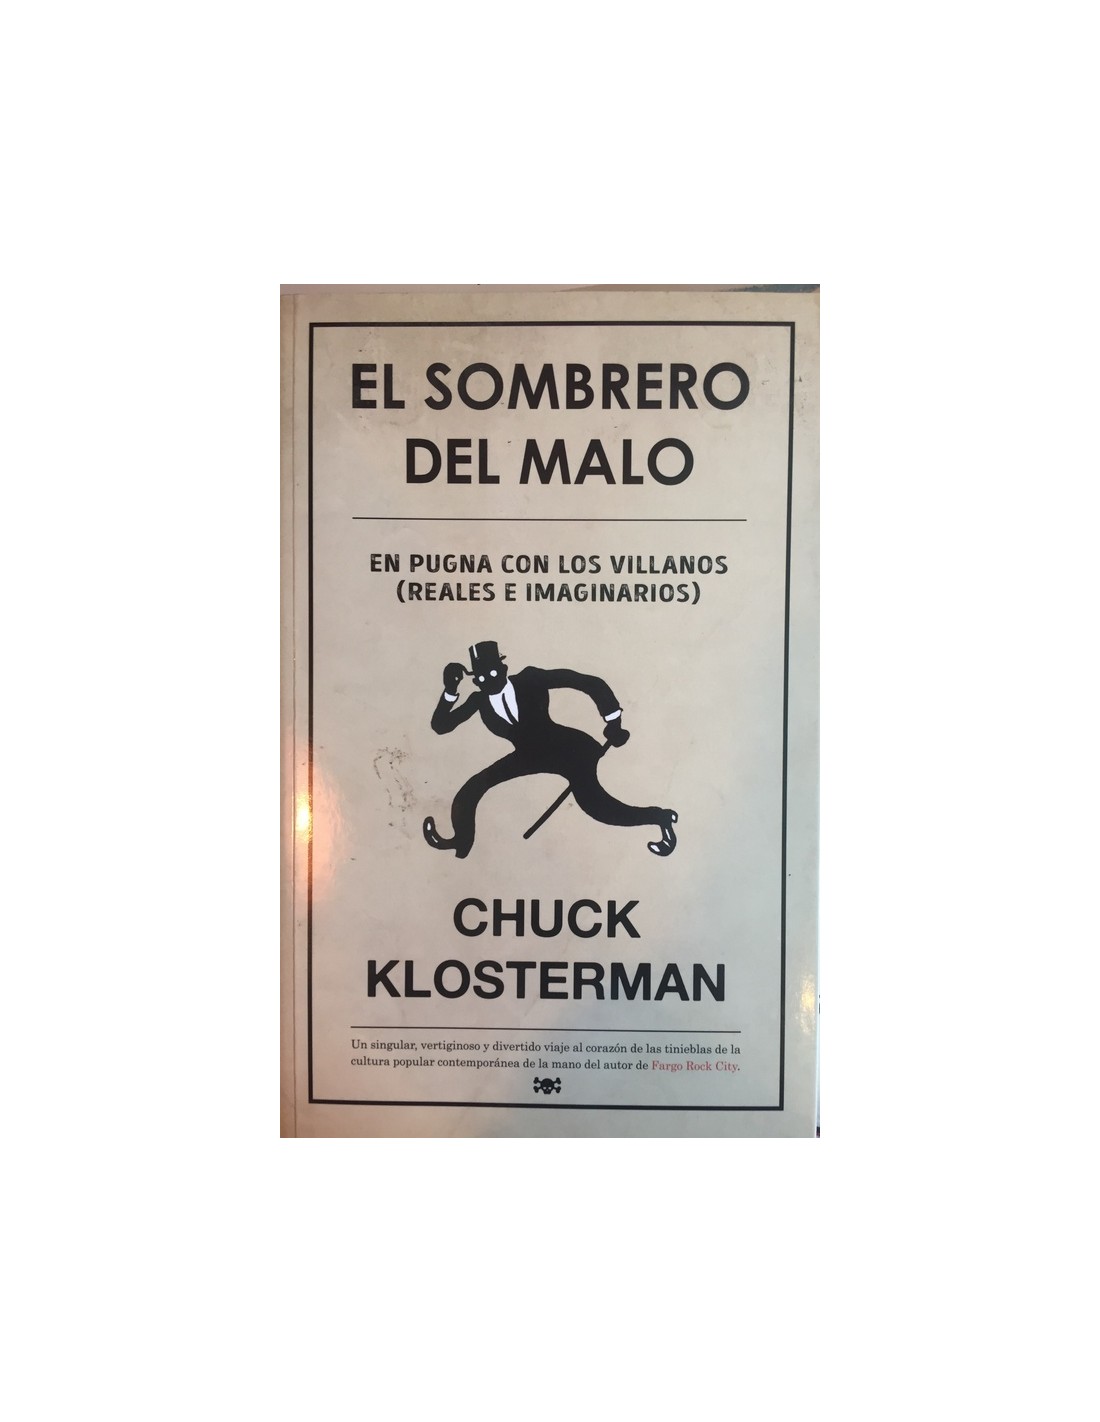 EL SOMBRERO
DEL MALO
EN PUGNA CON LOS VILLANOS
(REALES E IMAGINARIOS)
CHUCK
KLOSTERMAN
Un singular, vertiginoso y divertido viaje al corazón de las tinieblas de la
cultura popular contemporánea de la mano del autor de Fargo Rock City.